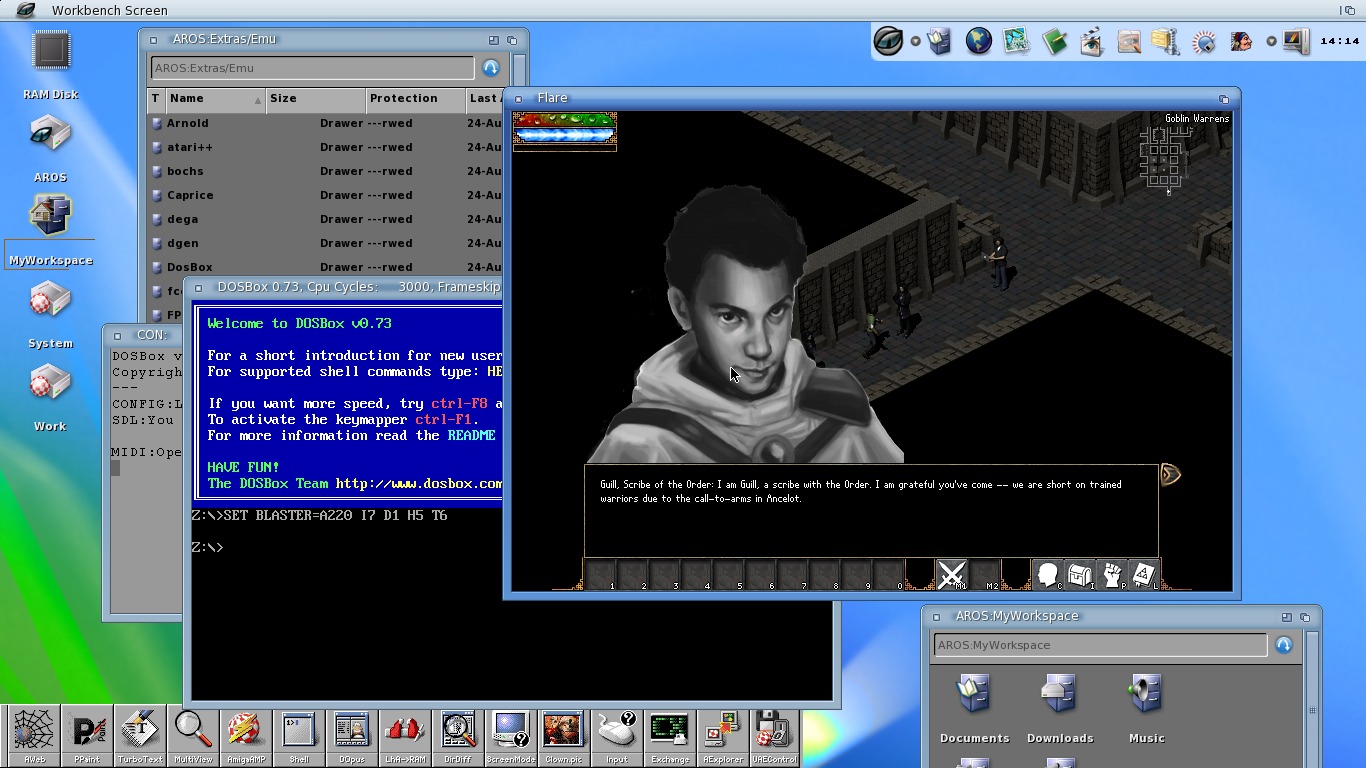 Workbench Screen
14:14
RAM Disk
AROS
MyWorkspace
System
Work
AROS:Extras/Emu
AROS:Extras/Emu
T Name Size Protection Last
Arnold Drawer ---rwed 24-Au
atari++ Drawer ---rwed 24-Au
bochs Drawer ---rwed 24-Au
Caprice Drawer ---rwed 24-Au
dega Drawer ---rwed 24-Au
dgen Drawer ---rwed 24-Au
DosBox Drawer ---rwed 24-Au
CON:
DOSBox v
Copyrigh
---
CONFIG:L
SDL:You
MIDI:Ope
DOSBox 0.73, Cpu Cycles: 3000, Frameskip
Welcome to DOSBox v0.73
For a short introduction for new user
For supported shell commands type: HE
If you want more speed, try ctrl-F8 a
To activate the keymapper ctrl-F1.
For more information read the README
HAVE FUN!
The DOSBox Team http://www.dosbox.com
Z:\>SET BLASTER=A220 I7 D1 H5 T6
Z:\>
Flare
Goblin Warrens
Guill, Scribe of the Order: I am Guill, a scribe with the Order. I am grateful you've come -- we are short on trained
warriors due to the call-to-arms in Ancelot.
1 2 3 4 5 6 7 8 9 0 M1 M2 C I P L
AROS:MyWorkspace
AROS:MyWorkspace
Documents Downloads Music
AWeb PPaint TurboText MultiView AmigaAMP Shell DOpus LhA->RAM DirDiff ScreenMode Clown.pic Input Exchange AExplorer UAEControl